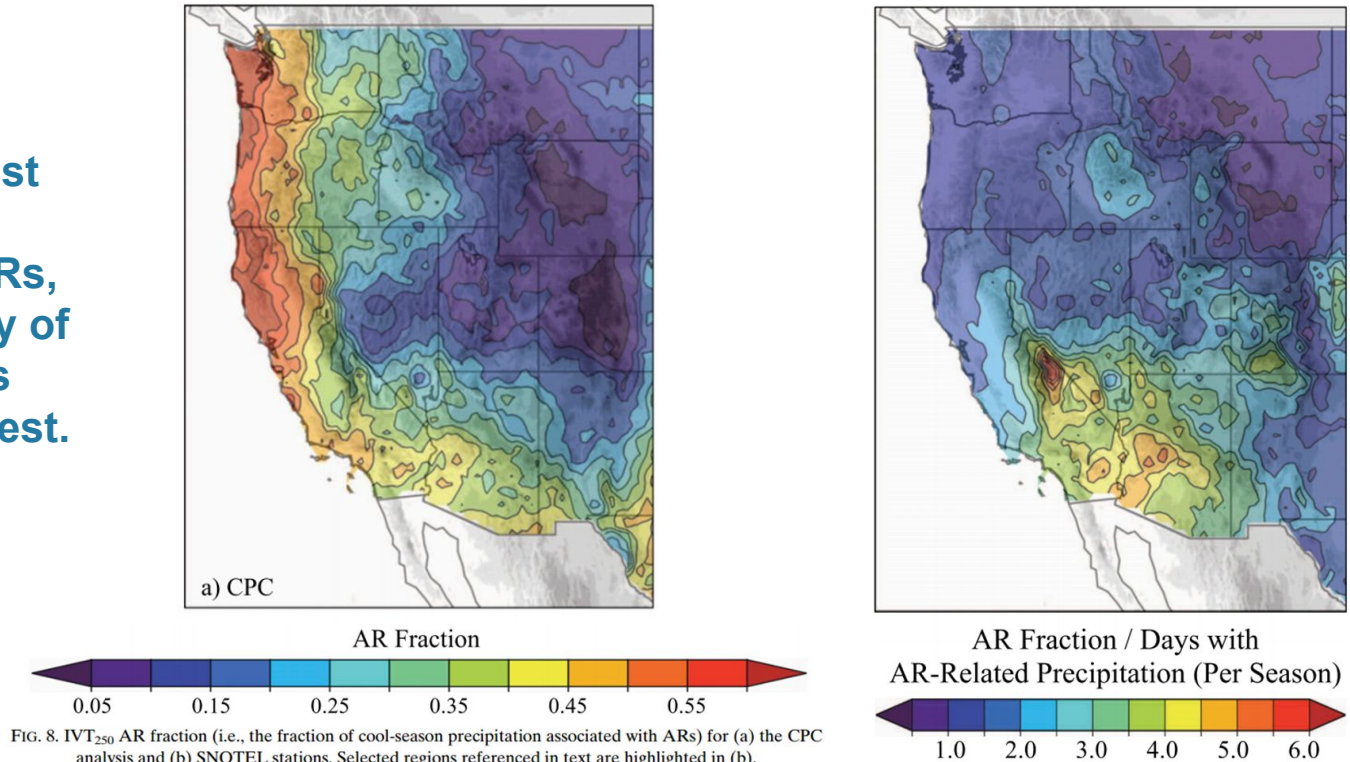 st
Rs,
y of
s
est.
a) CPC
AR Fraction
0.05 0.15 0.25 0.35 0.45 0.55
FIG. 8. IVT250 AR fraction (i.e., the fraction of cool-season precipitation associated with ARs) for (a) the CPC
analysis and (b) SNOTEL stations. Selected regions referenced in text are highlighted in (b).
AR Fraction / Days with
AR-Related Precipitation (Per Season)
1.0 2.0 3.0 4.0 5.0 6.0